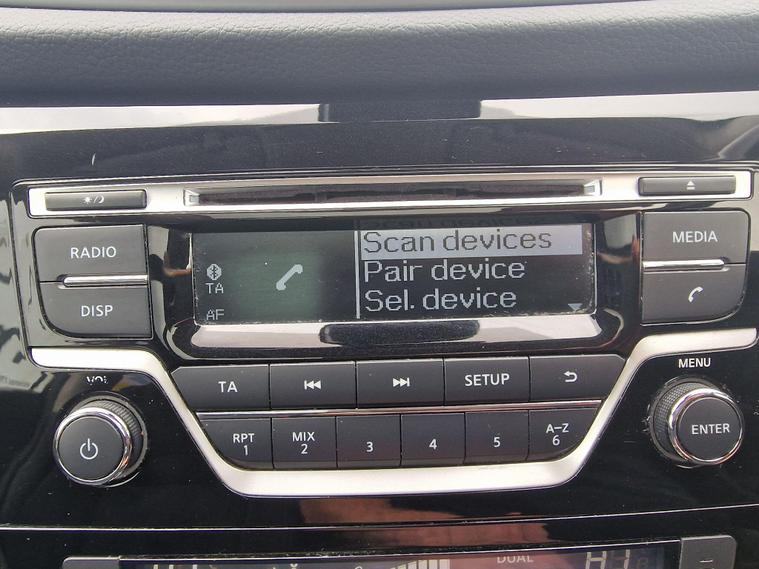 RADIO
DISP
TA
AF
Scan devices
Pair device
Sel. device
MEDIA
VOL
TA
SETUP
MENU
RPT
1
MIX
2
3
4
5
A–Z
6
ENTER
DUAL